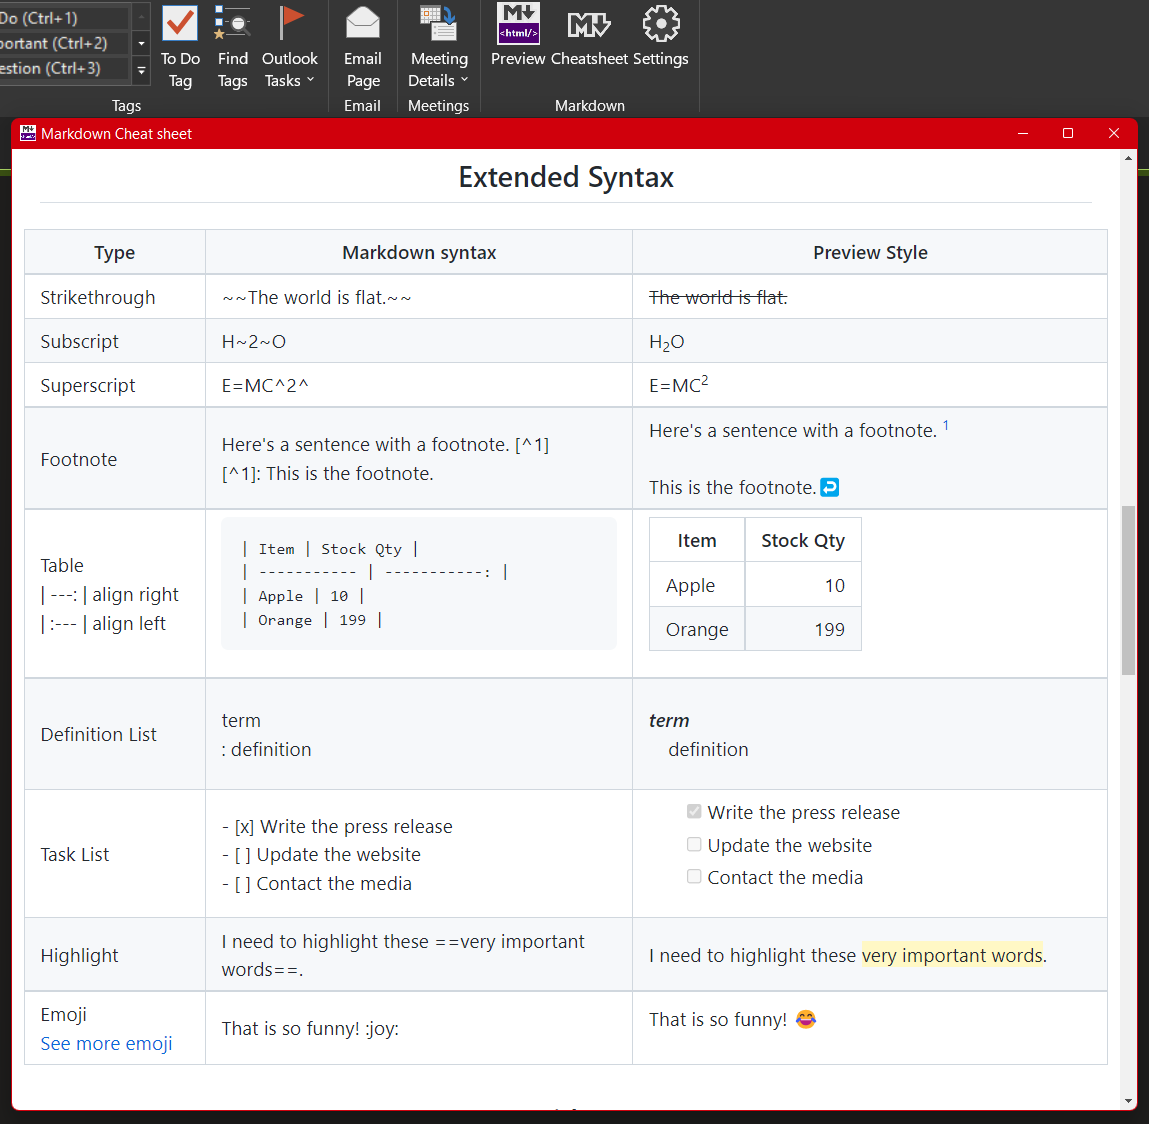 Do (Ctrl+1)
portant (Ctrl+2)
estion (Ctrl+3)
To Do
Tag
Find
Tags
Outlook
Tasks
Tags
Email
Page
Email
Meeting
Details
Meetings
M
<html/>
Preview
M
Cheatsheet
Settings
Markdown
Markdown Cheat sheet
Extended Syntax
Type Markdown syntax Preview Style
Strikethrough ~~The world is flat.~~ The world is flat.
Subscript H~2~O H₂O
Superscript E=MC^2^ E=MC²
Footnote
Here's a sentence with a footnote. [^1]
[^1]: This is the footnote.
Here's a sentence with a footnote. 1
This is the footnote. ↩️
Table
| ---: | align right
| :--- | align left
| Item | Stock Qty |
| ----------- | -----------: |
| Apple | 10 |
| Orange | 199 |
Item Stock Qty
Apple 10
Orange 199
Definition List
term
: definition
term
definition
Task List
- [x] Write the press release
- [ ] Update the website
- [ ] Contact the media
Write the press release
Update the website
Contact the media
Highlight
I need to highlight these ==very important
words==.
I need to highlight these very important words.
Emoji
See more emoji
That is so funny! :joy:
That is so funny! 😂